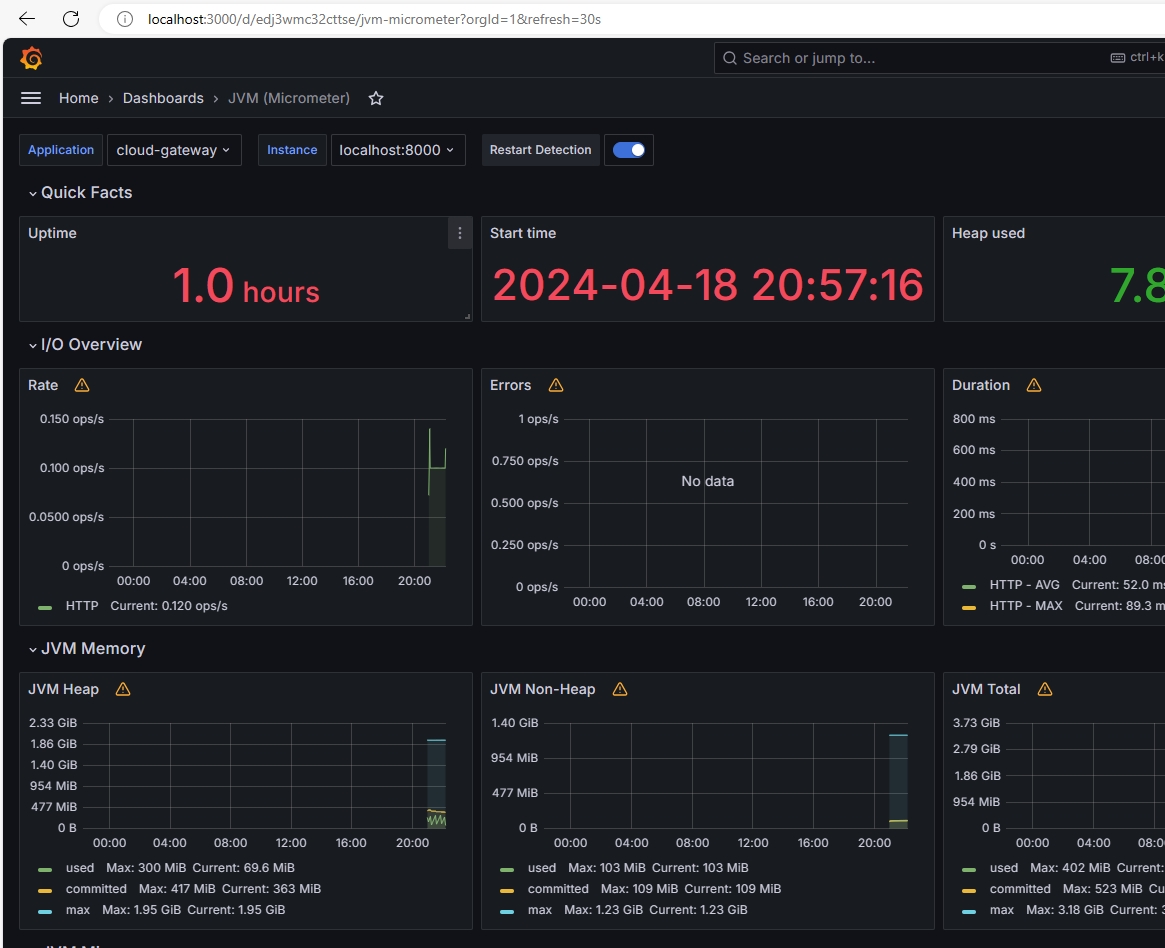 localhost:3000/d/edj3wmc32cttse/jvm-micrometer?orgId=1&refresh=30s
Search or jump to... ctrl+k
Home › Dashboards › JVM (Micrometer)
Application cloud-gateway Instance localhost:8000 Restart Detection
Quick Facts
Uptime
1.0 hours
Start time
2024-04-18 20:57:16
Heap used
7.8
I/O Overview
Rate
0.150 ops/s
0.100 ops/s
0.0500 ops/s
0 ops/s
00:00 04:00 08:00 12:00 16:00 20:00
HTTP Current: 0.120 ops/s
Errors
1 ops/s
0.750 ops/s
No data
0.500 ops/s
0.250 ops/s
0 ops/s
00:00 04:00 08:00 12:00 16:00 20:00
Duration
800 ms
600 ms
400 ms
200 ms
0 s
00:00 04:00 08:00
HTTP - AVG Current: 52.0 ms
HTTP - MAX Current: 89.3 m
JVM Memory
JVM Heap
2.33 GiB
1.86 GiB
1.40 GiB
954 MiB
477 MiB
0 B
00:00 04:00 08:00 12:00 16:00 20:00
used Max: 300 MiB Current: 69.6 MiB
committed Max: 417 MiB Current: 363 MiB
max Max: 1.95 GiB Current: 1.95 GiB
JVM Non-Heap
1.40 GiB
954 MiB
477 MiB
0 B
00:00 04:00 08:00 12:00 16:00 20:00
used Max: 103 MiB Current: 103 MiB
committed Max: 109 MiB Current: 109 MiB
max Max: 1.23 GiB Current: 1.23 GiB
JVM Total
3.73 GiB
2.79 GiB
1.86 GiB
954 MiB
0 B
00:00 04:00 08:0
used Max: 402 MiB Current:
committed Max: 523 MiB Cu
max Max: 3.18 GiB Current: 3